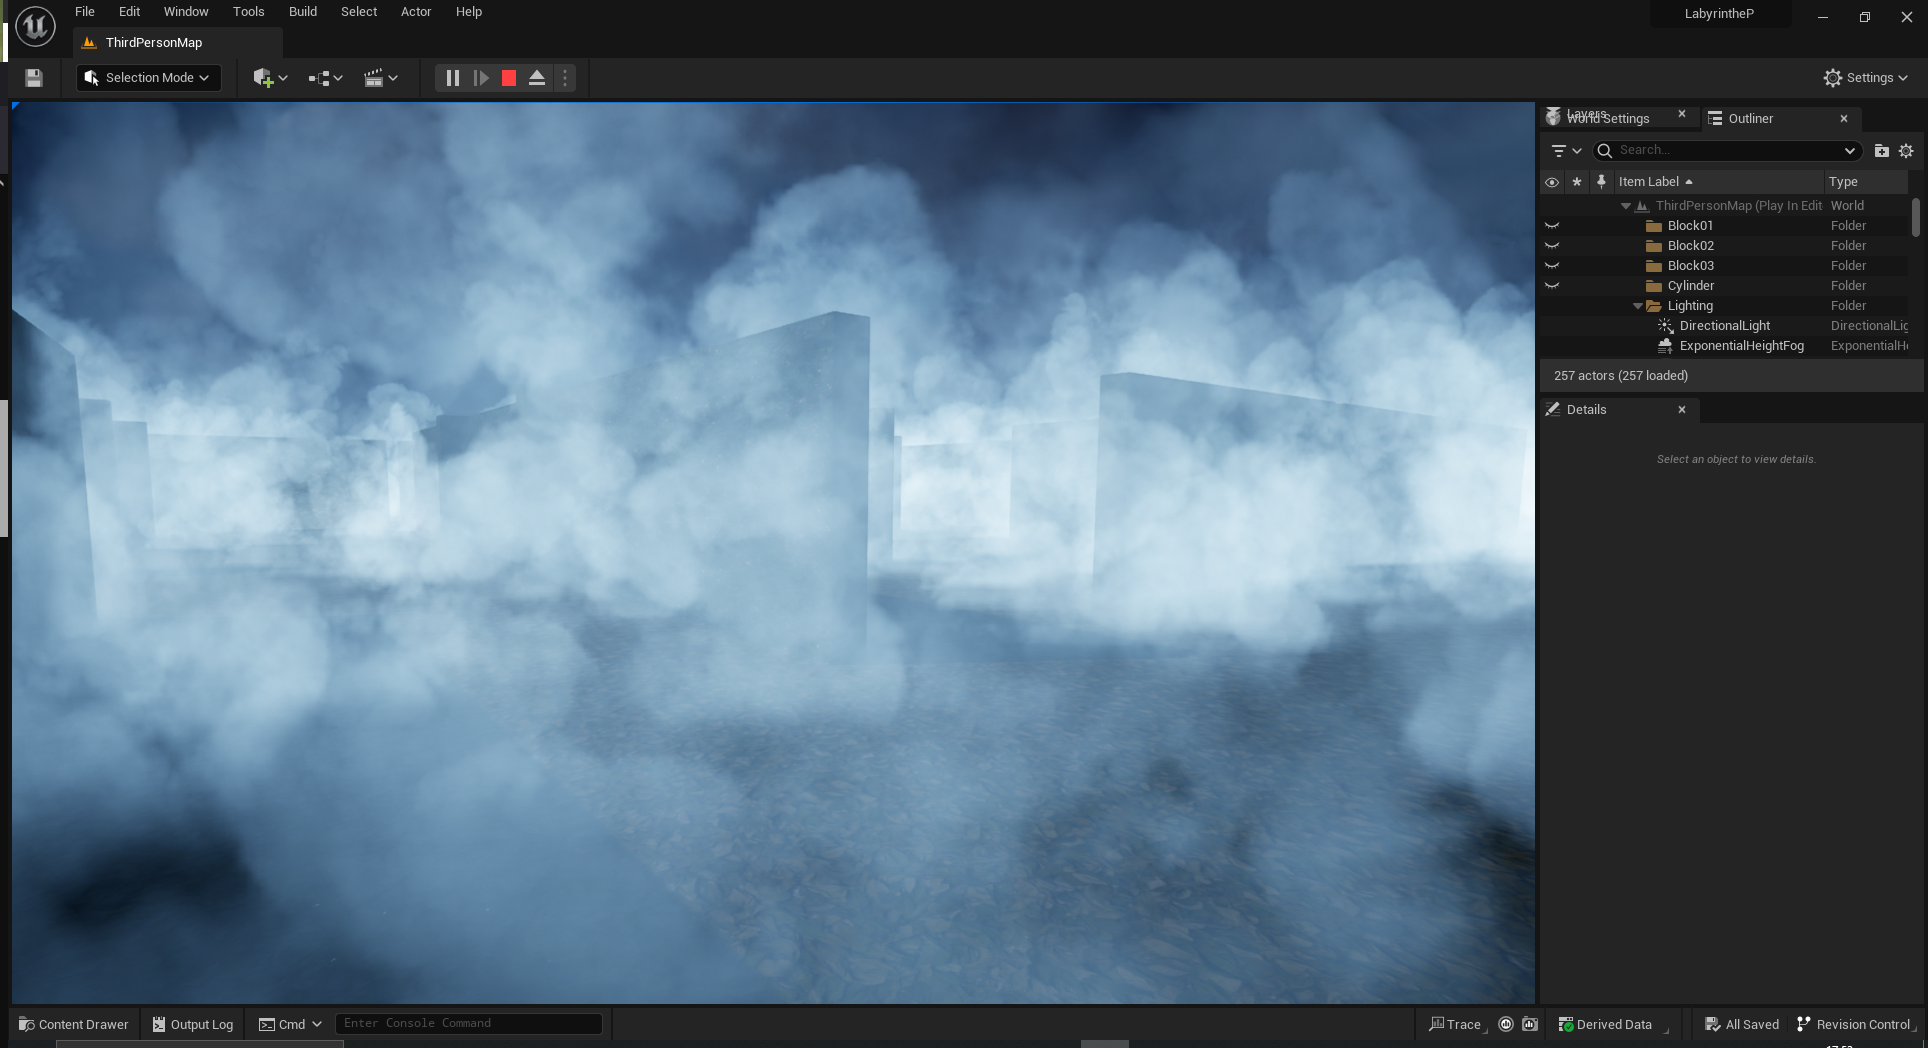 File Edit Window Tools Build Select Actor Help
LabyrintheP
ThirdPersonMap
Selection Mode
Settings
Layers
World Settings
Outliner
Search...
Item Label
Type
ThirdPersonMap (Play In Edit World
Block01 Folder
Block02 Folder
Block03 Folder
Cylinder Folder
Lighting Folder
DirectionalLight DirectionalLig
ExponentialHeightFog ExponentialHe
257 actors (257 loaded)
Details
Select an object to view details.
Content Drawer
Output Log
Cmd
Enter Console Command
Trace
Derived Data
All Saved
Revision Control